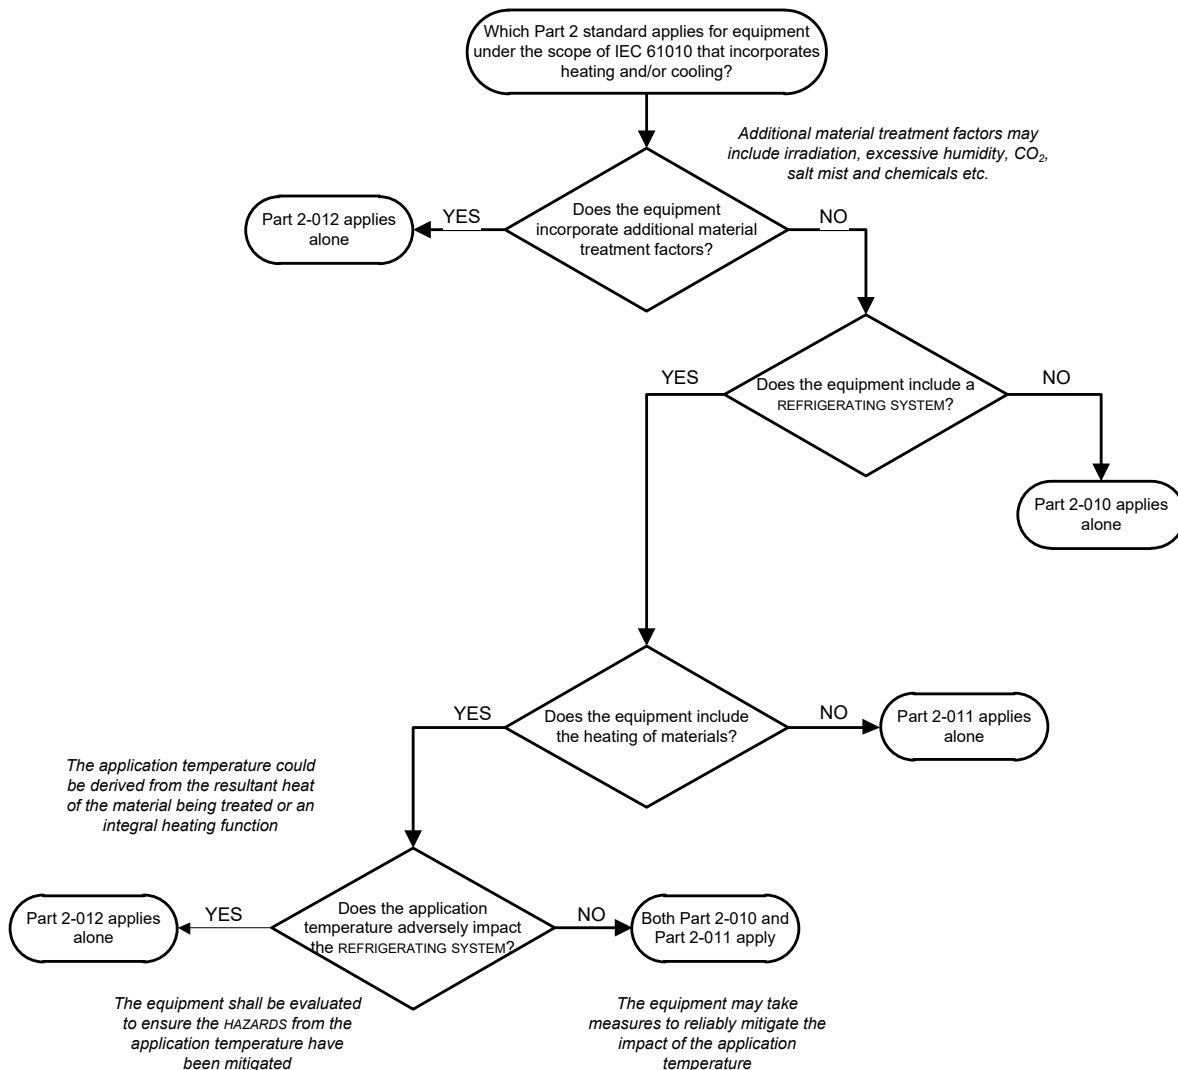 Which Part 2 standard applies for equipment
under the scope of IEC 61010 that incorporates
heating and/or cooling?
Additional material treatment factors may
include irradiation, excessive humidity, CO₂,
salt mist and chemicals etc.
Does the equipment
incorporate additional material
treatment factors?
YES
Part 2-012 applies
alone
NO
Does the equipment include a
REFRIGERATING SYSTEM?
YES
NO
Part 2-010 applies
alone
Does the equipment include
the heating of materials?
YES
NO
Part 2-011 applies
alone
The application temperature could
be derived from the resultant heat
of the material being treated or an
integral heating function
Does the application
temperature adversely impact
the REFRIGERATING SYSTEM?
YES
Part 2-012 applies
alone
NO
Both Part 2-010 and
Part 2-011 apply
The equipment shall be evaluated
to ensure the HAZARDS from the
application temperature have
been mitigated
The equipment may take
measures to reliably mitigate the
impact of the application
temperature